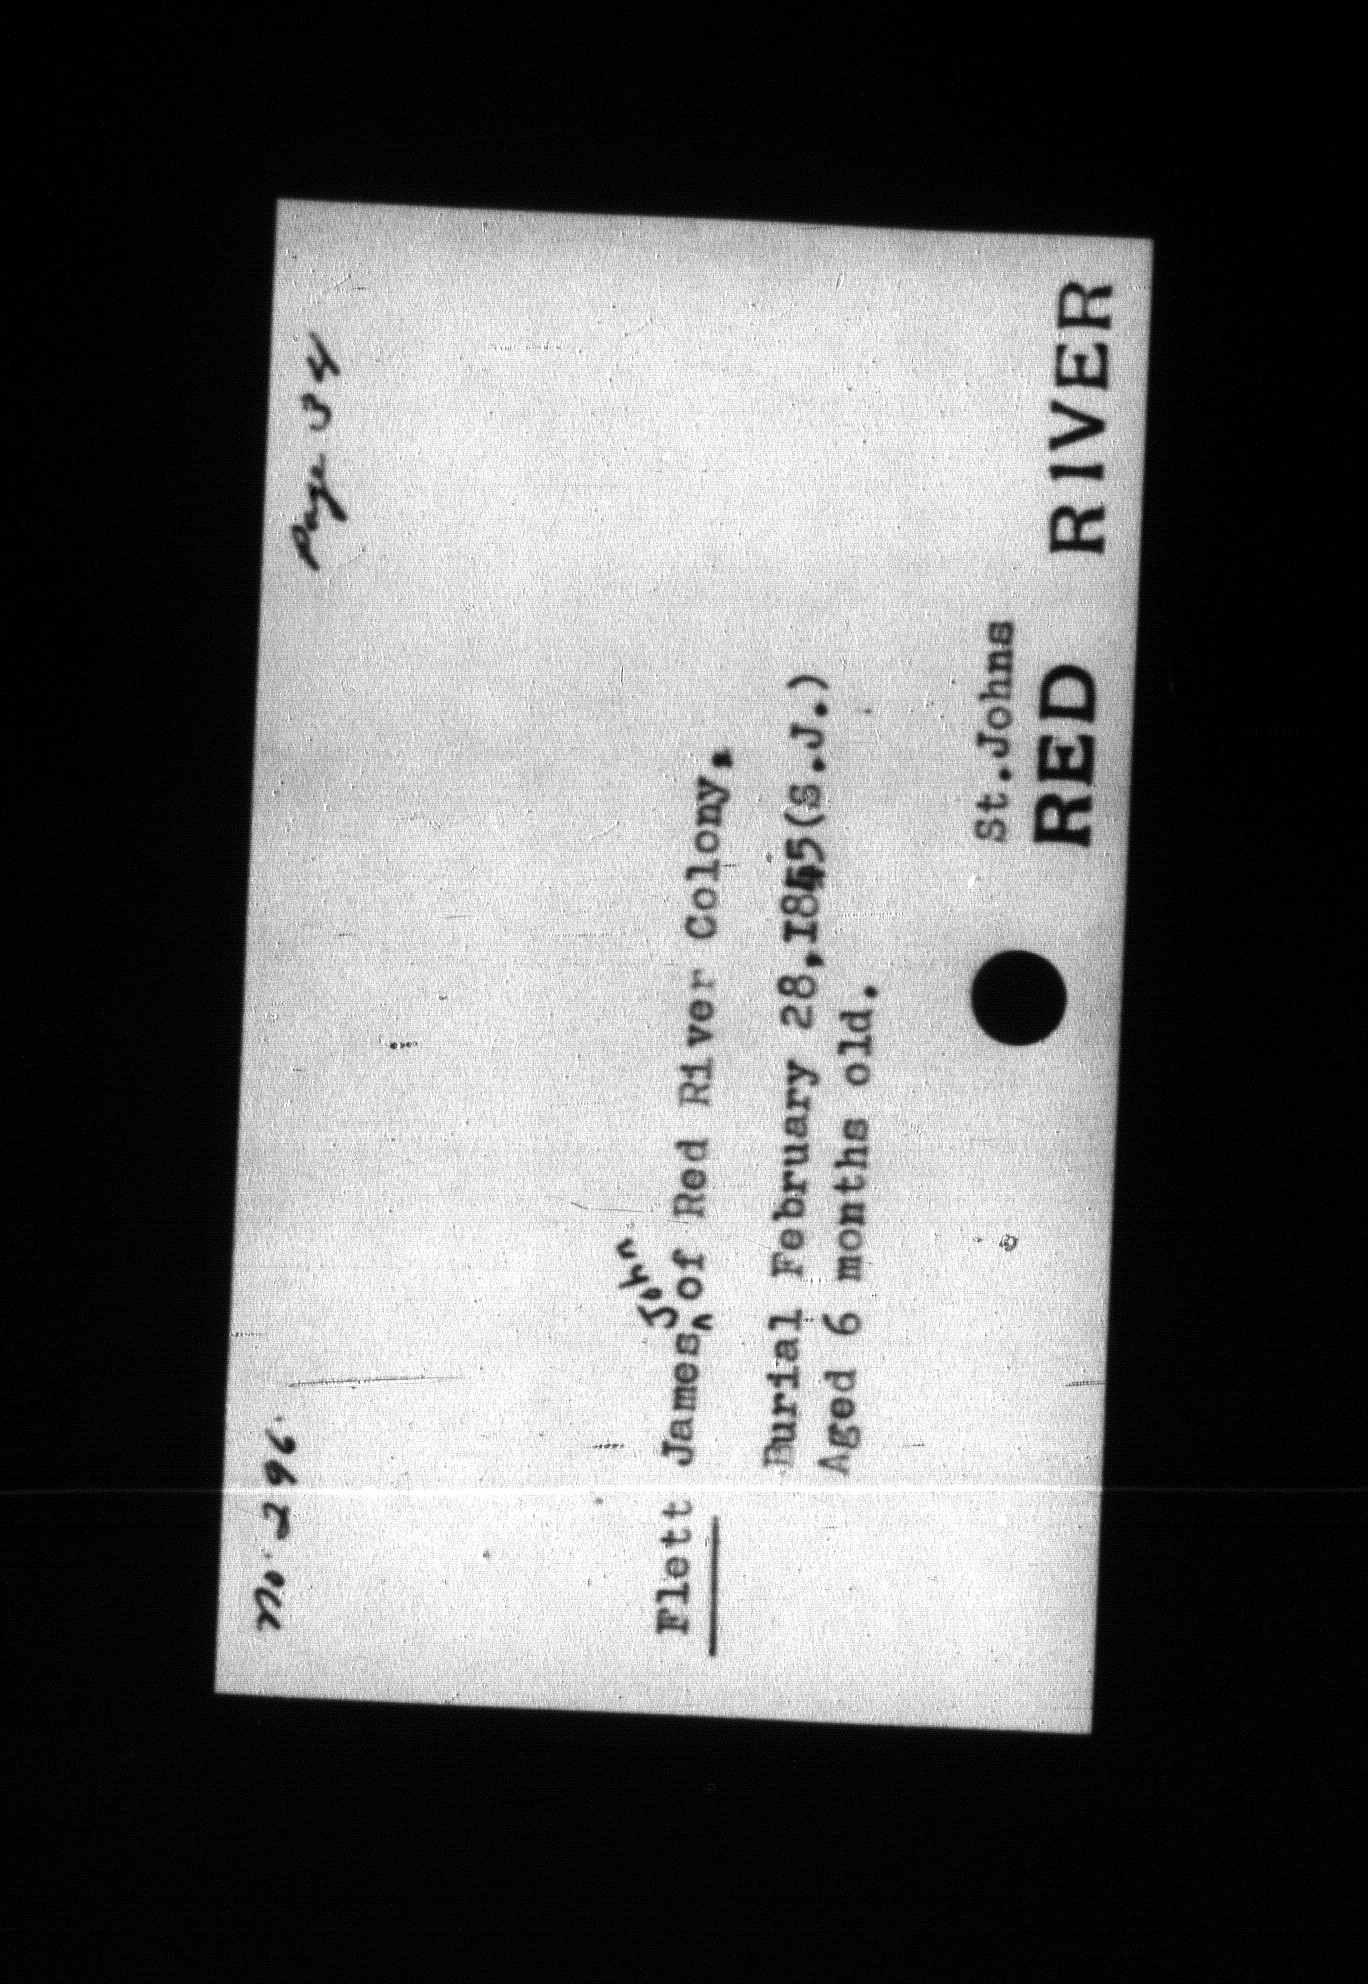 No. 296.
Page 34
John
Flett James ^ of Red River Colony.
Burial February 28,1845(S.J.)
Aged 6 months old.
St.Johns
RED RIVER